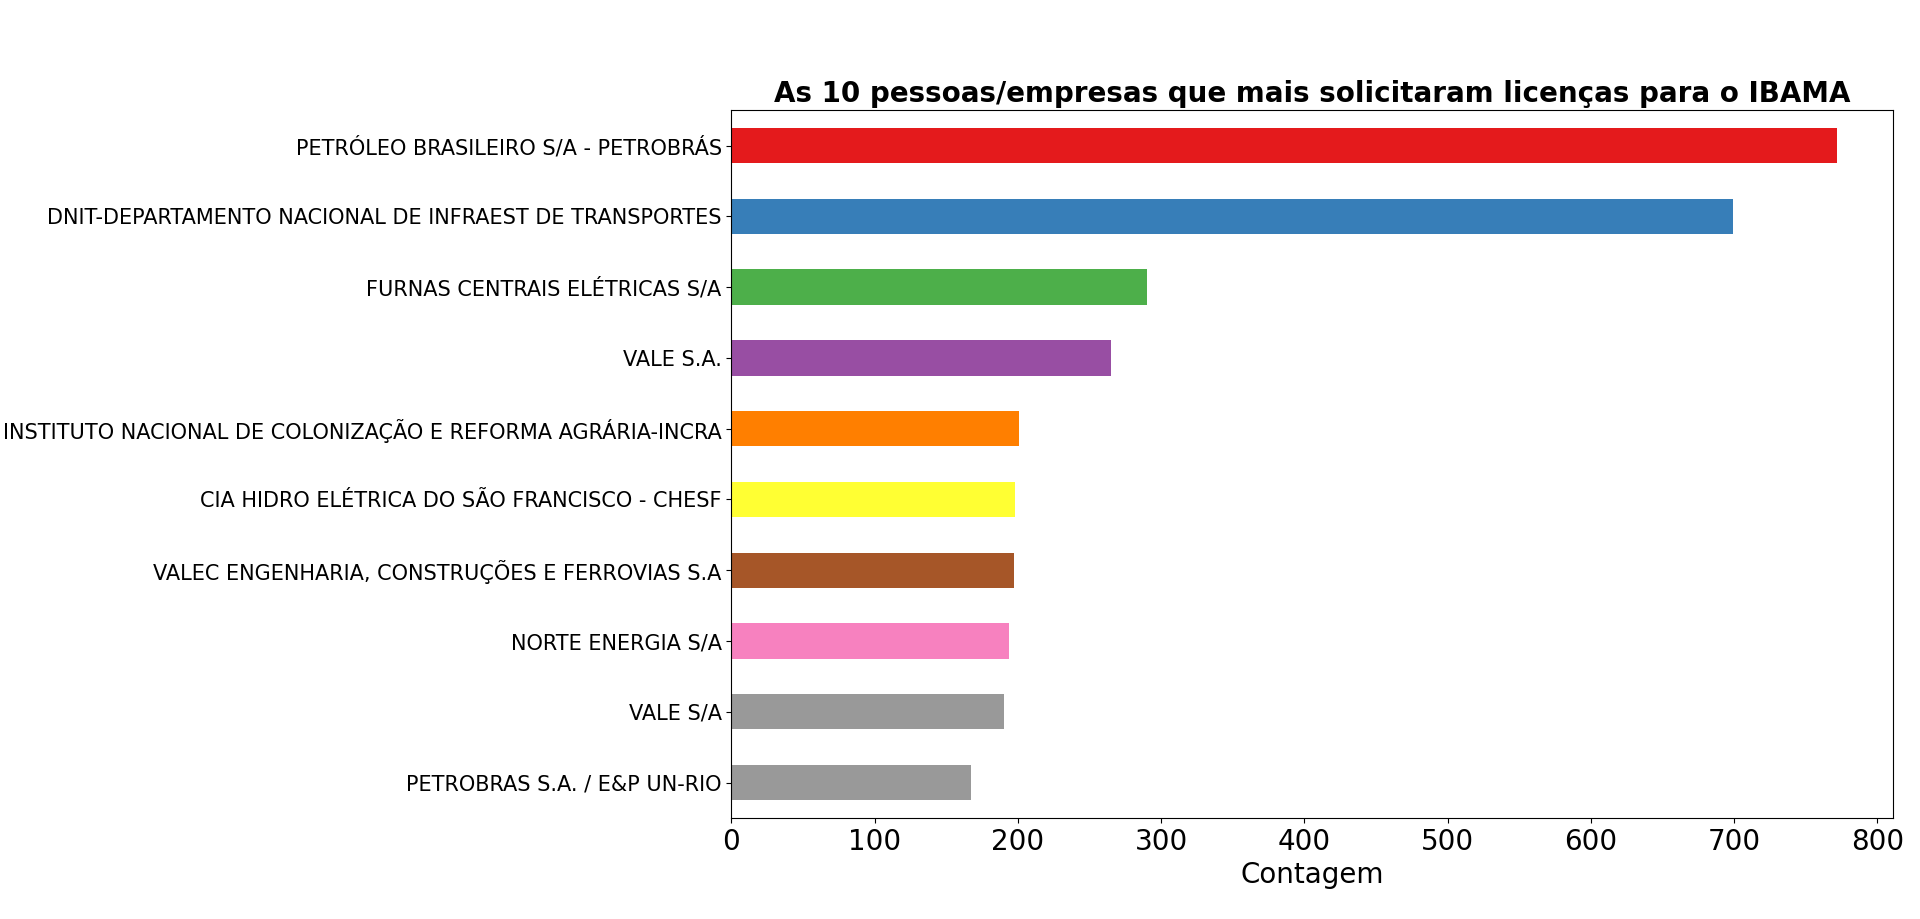 As 10 pessoas/empresas que mais solicitaram licenças para o IBAMA
PETRÓLEO BRASILEIRO S/A - PETROBRÁS
DNIT-DEPARTAMENTO NACIONAL DE INFRAEST DE TRANSPORTES
FURNAS CENTRAIS ELÉTRICAS S/A
VALE S.A.
INSTITUTO NACIONAL DE COLONIZAÇÃO E REFORMA AGRÁRIA-INCRA
CIA HIDRO ELÉTRICA DO SÃO FRANCISCO - CHESF
VALEC ENGENHARIA, CONSTRUÇÕES E FERROVIAS S.A
NORTE ENERGIA S/A
VALE S/A
PETROBRAS S.A. / E&P UN-RIO
0 100 200 300 400 500 600 700 800
Contagem